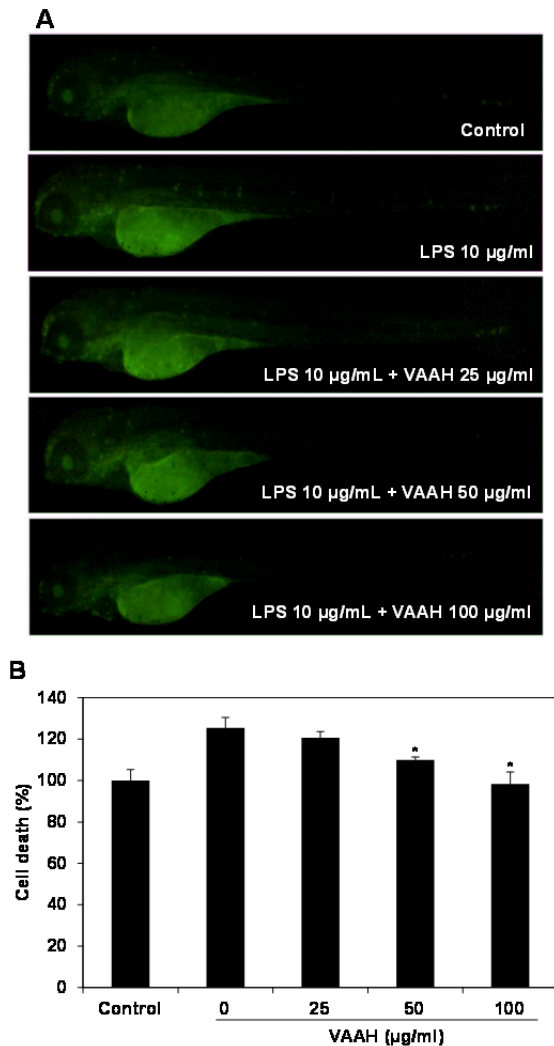 A
Control
LPS 10 µg/ml
LPS 10 µg/mL + VAAH 25 µg/ml
LPS 10 µg/mL + VAAH 50 µg/ml
LPS 10 µg/mL + VAAH 100 µg/ml
B
140
120
100
80
60
40
20
0
Cell death (%)
* *
Control 0 25 50 100
VAAH (µg/ml)